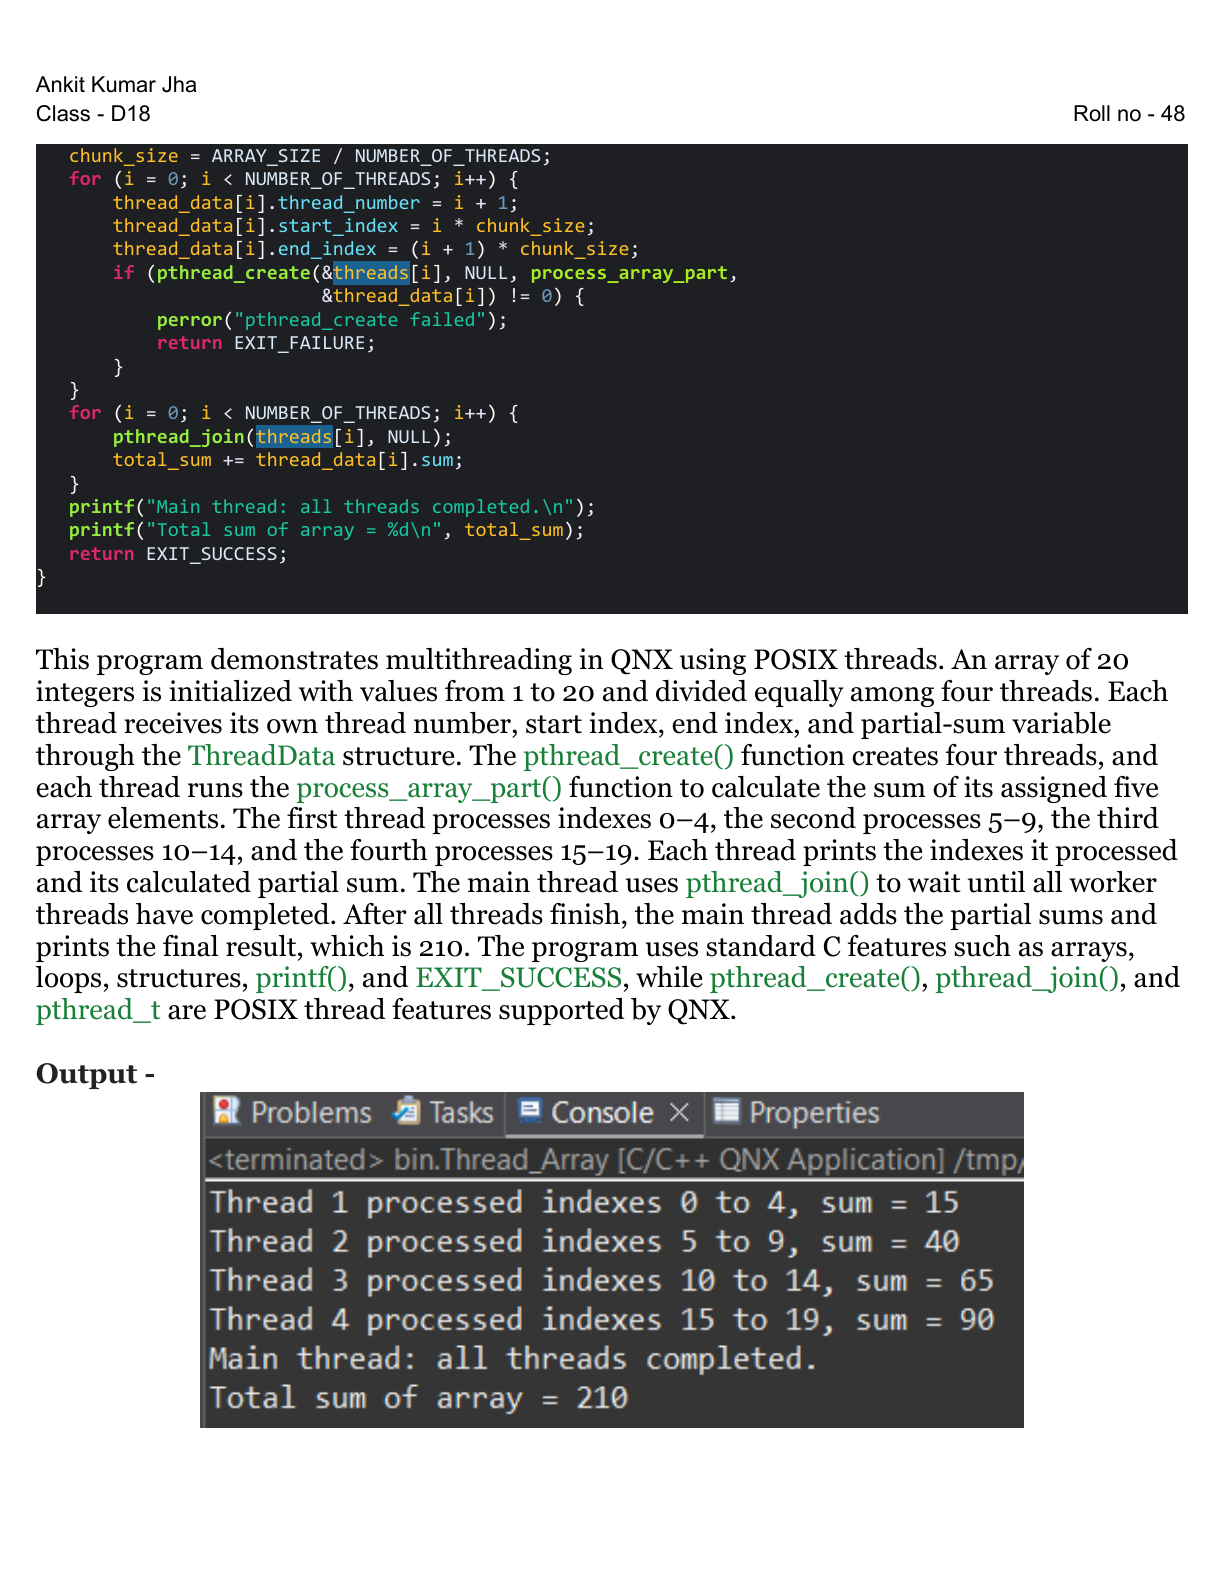 Ankit Kumar Jha
Class - D18
Roll no - 48
chunk_size = ARRAY_SIZE / NUMBER_OF_THREADS;
for (i = 0; i < NUMBER_OF_THREADS; i++) {
thread_data[i].thread_number = i + 1;
thread_data[i].start_index = i * chunk_size;
thread_data[i].end_index = (i + 1) * chunk_size;
if (pthread_create(&threads[i], NULL, process_array_part,
&thread_data[i]) != 0) {
perror("pthread_create failed");
return EXIT_FAILURE;
}
}
for (i = 0; i < NUMBER_OF_THREADS; i++) {
pthread_join(threads[i], NULL);
total_sum += thread_data[i].sum;
}
printf("Main thread: all threads completed.\n");
printf("Total sum of array = %d\n", total_sum);
return EXIT_SUCCESS;
}
This program demonstrates multithreading in QNX using POSIX threads. An array of 20
integers is initialized with values from 1 to 20 and divided equally among four threads. Each
thread receives its own thread number, start index, end index, and partial-sum variable
through the ThreadData structure. The pthread_create() function creates four threads, and
each thread runs the process_array_part() function to calculate the sum of its assigned five
array elements. The first thread processes indexes 0–4, the second processes 5–9, the third
processes 10–14, and the fourth processes 15–19. Each thread prints the indexes it processed
and its calculated partial sum. The main thread uses pthread_join() to wait until all worker
threads have completed. After all threads finish, the main thread adds the partial sums and
prints the final result, which is 210. The program uses standard C features such as arrays,
loops, structures, printf(), and EXIT_SUCCESS, while pthread_create(), pthread_join(), and
pthread_t are POSIX thread features supported by QNX.
Output -
Problems Tasks Console × Properties
<terminated> bin.Thread_Array [C/C++ QNX Application] /tmp/
Thread 1 processed indexes 0 to 4, sum = 15
Thread 2 processed indexes 5 to 9, sum = 40
Thread 3 processed indexes 10 to 14, sum = 65
Thread 4 processed indexes 15 to 19, sum = 90
Main thread: all threads completed.
Total sum of array = 210